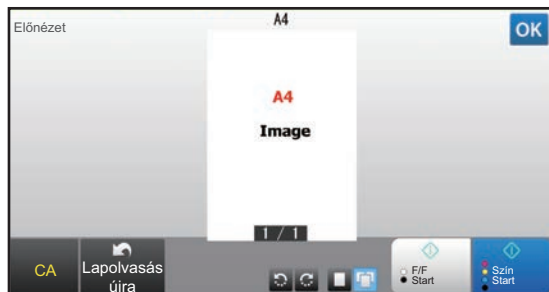 Előnézet
A4
OK
A4
Image
1 / 1
CA
Lapolvasás
újra
F/F
Start
Szín
Start